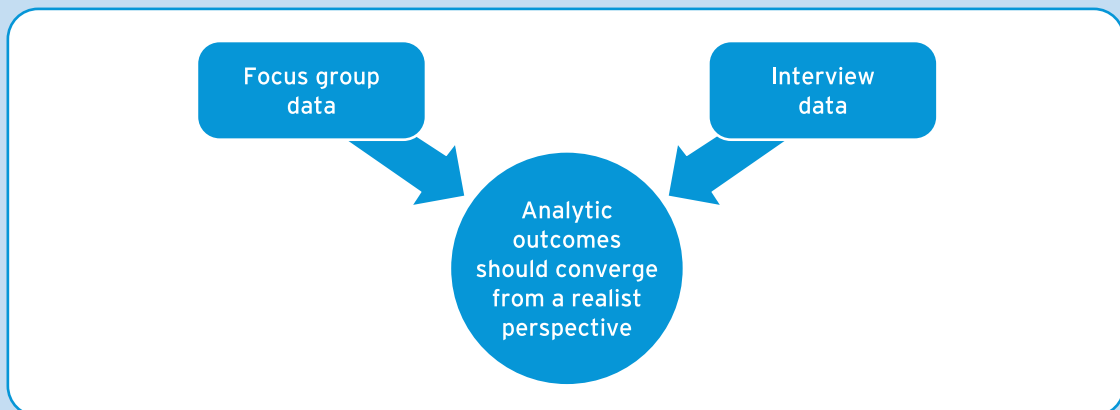 Focus group
data
Interview
data
Analytic
outcomes
should converge
from a realist
perspective